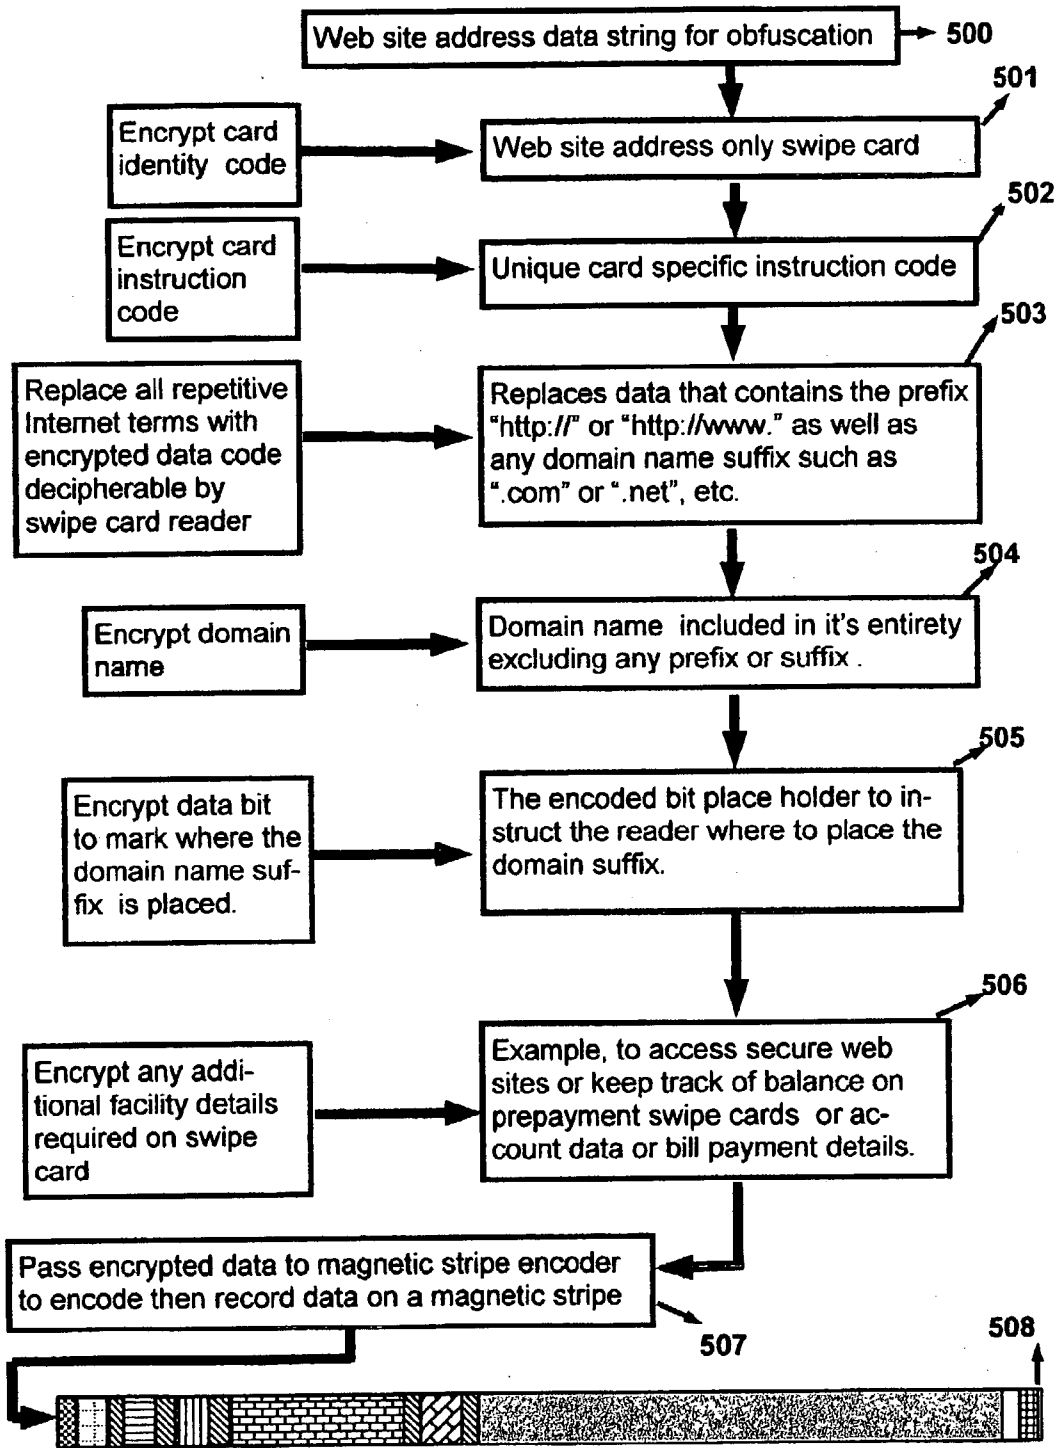 Web site address data string for obfuscation
500
501
Encrypt card
identity code
Web site address only swipe card
502
Encrypt card
instruction
code
Unique card specific instruction code
503
Replace all repetitive
Internet terms with
encrypted data code
decipherable by
swipe card reader
Replaces data that contains the prefix
“http://” or “http://www.” as well as
any domain name suffix such as
“.com” or “.net”, etc.
504
Encrypt domain
name
Domain name included in it's entirety
excluding any prefix or suffix .
505
Encrypt data bit
to mark where the
domain name suf-
fix is placed.
The encoded bit place holder to in-
struct the reader where to place the
domain suffix.
506
Encrypt any addi-
tional facility details
required on swipe
card
Example, to access secure web
sites or keep track of balance on
prepayment swipe cards or ac-
count data or bill payment details.
Pass encrypted data to magnetic stripe encoder
to encode then record data on a magnetic stripe
507
508